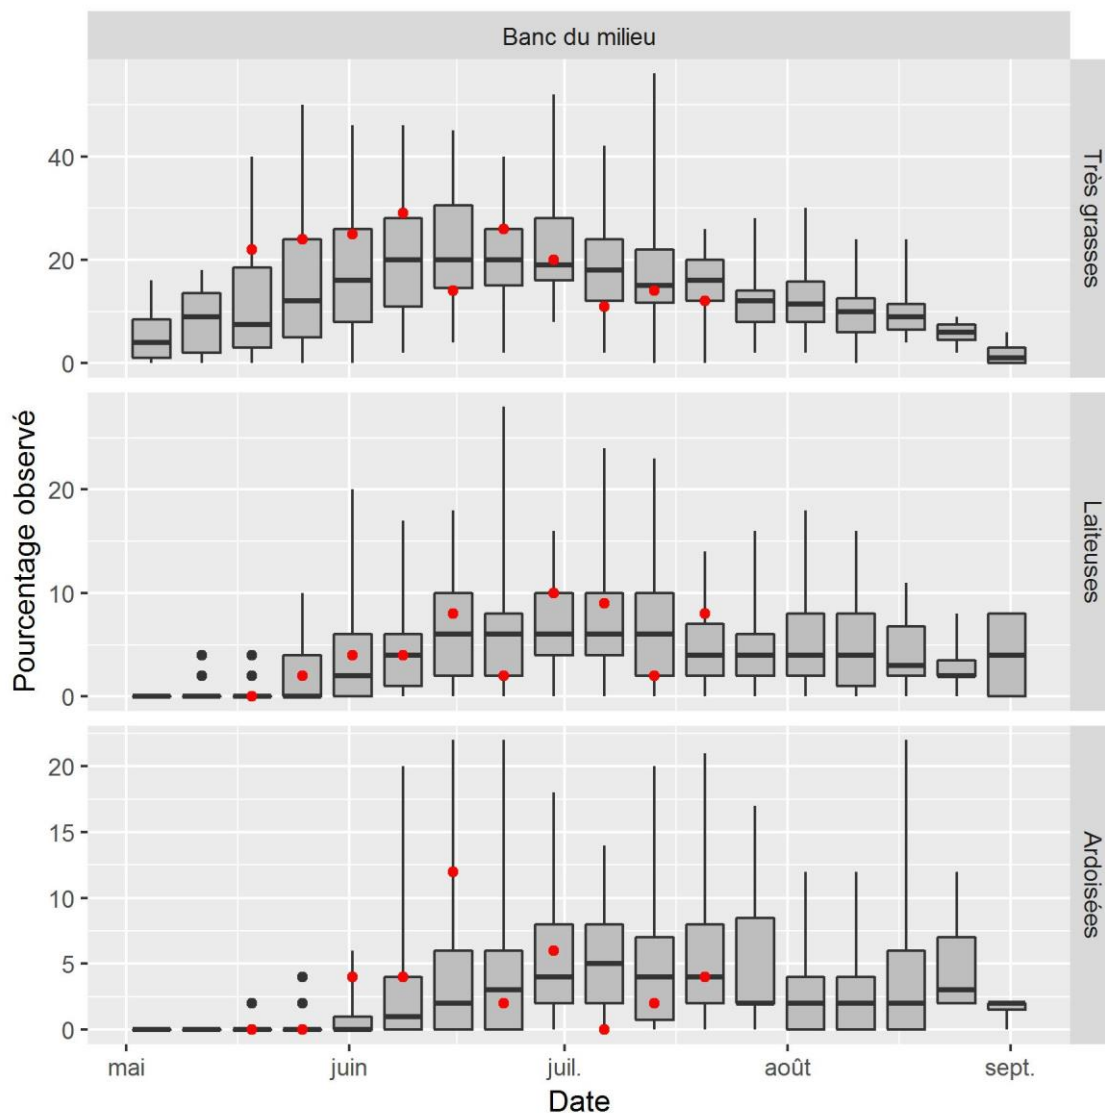 Banc du milieu
Pourcentage observé
40
20
0
Très grasses
20
10
0
Laiteuses
20
15
10
5
0
Ardoisées
mai juin juil. août sept.
Date